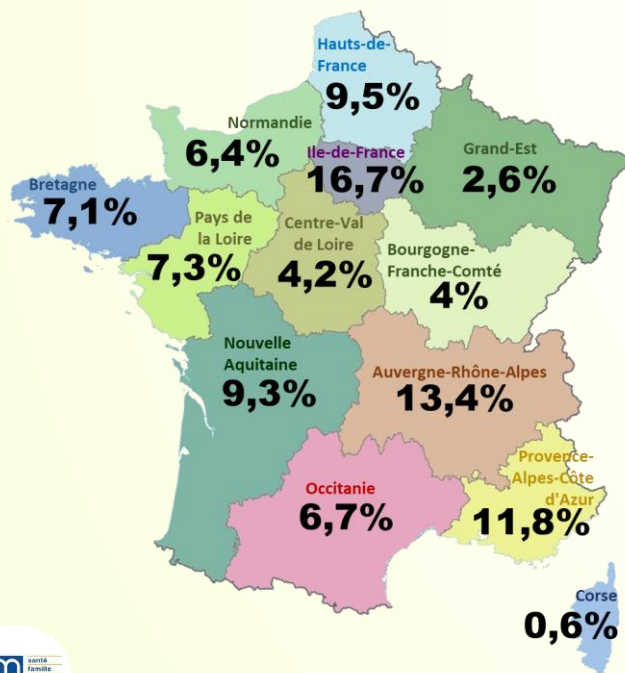 Hauts-de-
France
9,5%
Normandie
6,4%
Ile-de-France
16,7%
Grand-Est
2,6%
Bretagne
7,1%
Pays de
la Loire
7,3%
Centre-Val
de Loire
4,2%
Bourgogne-
Franche-Comté
4%
Nouvelle
Aquitaine
9,3%
Auvergne-Rhône-Alpes
13,4%
Provence-
Alpes-Côte
d'Azur
11,8%
Occitanie
6,7%
Corse
0,6%
santé
famille